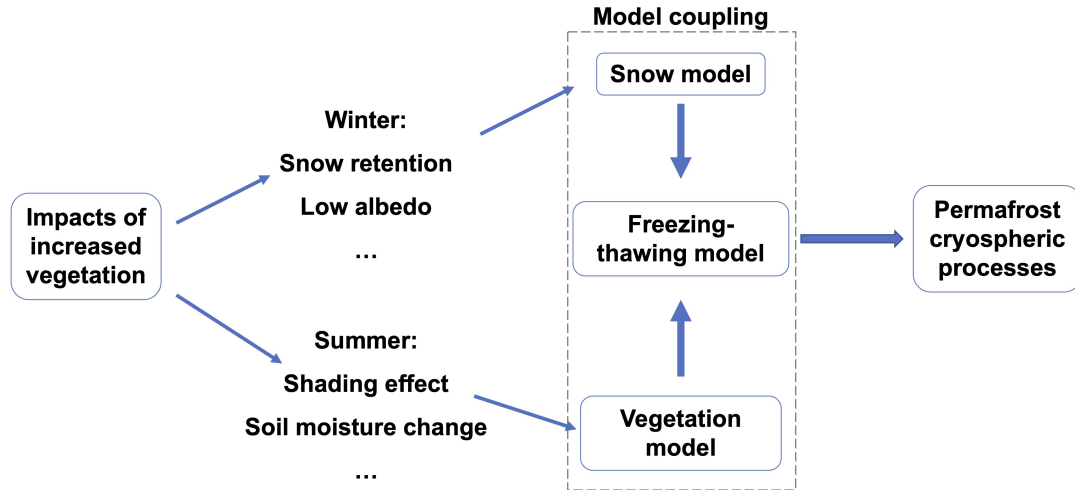 Model coupling
Snow model
Winter:
Snow retention
Low albedo
...
Impacts of
increased
vegetation
Freezing-
thawing model
Permafrost
cryospheric
processes
Summer:
Shading effect
Soil moisture change
...
Vegetation
model